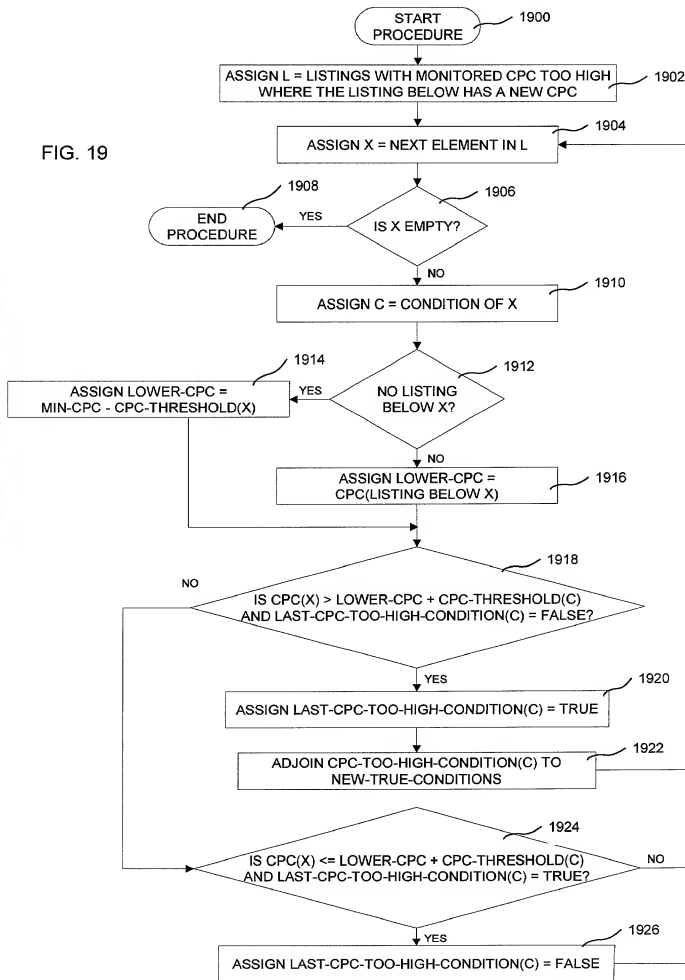 START
PROCEDURE
1900
ASSIGN L = LISTINGS WITH MONITORED CPC TOO HIGH
WHERE THE LISTING BELOW HAS A NEW CPC
1902
FIG. 19
ASSIGN X = NEXT ELEMENT IN L
1904
1908
END
PROCEDURE
YES
IS X EMPTY?
1906
NO
ASSIGN C = CONDITION OF X
1910
1914
ASSIGN LOWER-CPC =
MIN-CPC - CPC-THRESHOLD(X)
YES
NO LISTING
BELOW X?
1912
NO
ASSIGN LOWER-CPC =
CPC(LISTING BELOW X)
1916
1918
NO
IS CPC(X) > LOWER-CPC + CPC-THRESHOLD(C)
AND LAST-CPC-TOO-HIGH-CONDITION(C) = FALSE?
YES
1920
ASSIGN LAST-CPC-TOO-HIGH-CONDITION(C) = TRUE
ADJOIN CPC-TOO-HIGH-CONDITION(C) TO
NEW-TRUE-CONDITIONS
1922
1924
IS CPC(X) <= LOWER-CPC + CPC-THRESHOLD(C)
AND LAST-CPC-TOO-HIGH-CONDITION(C) = TRUE?
NO
YES
1926
ASSIGN LAST-CPC-TOO-HIGH-CONDITION(C) = FALSE